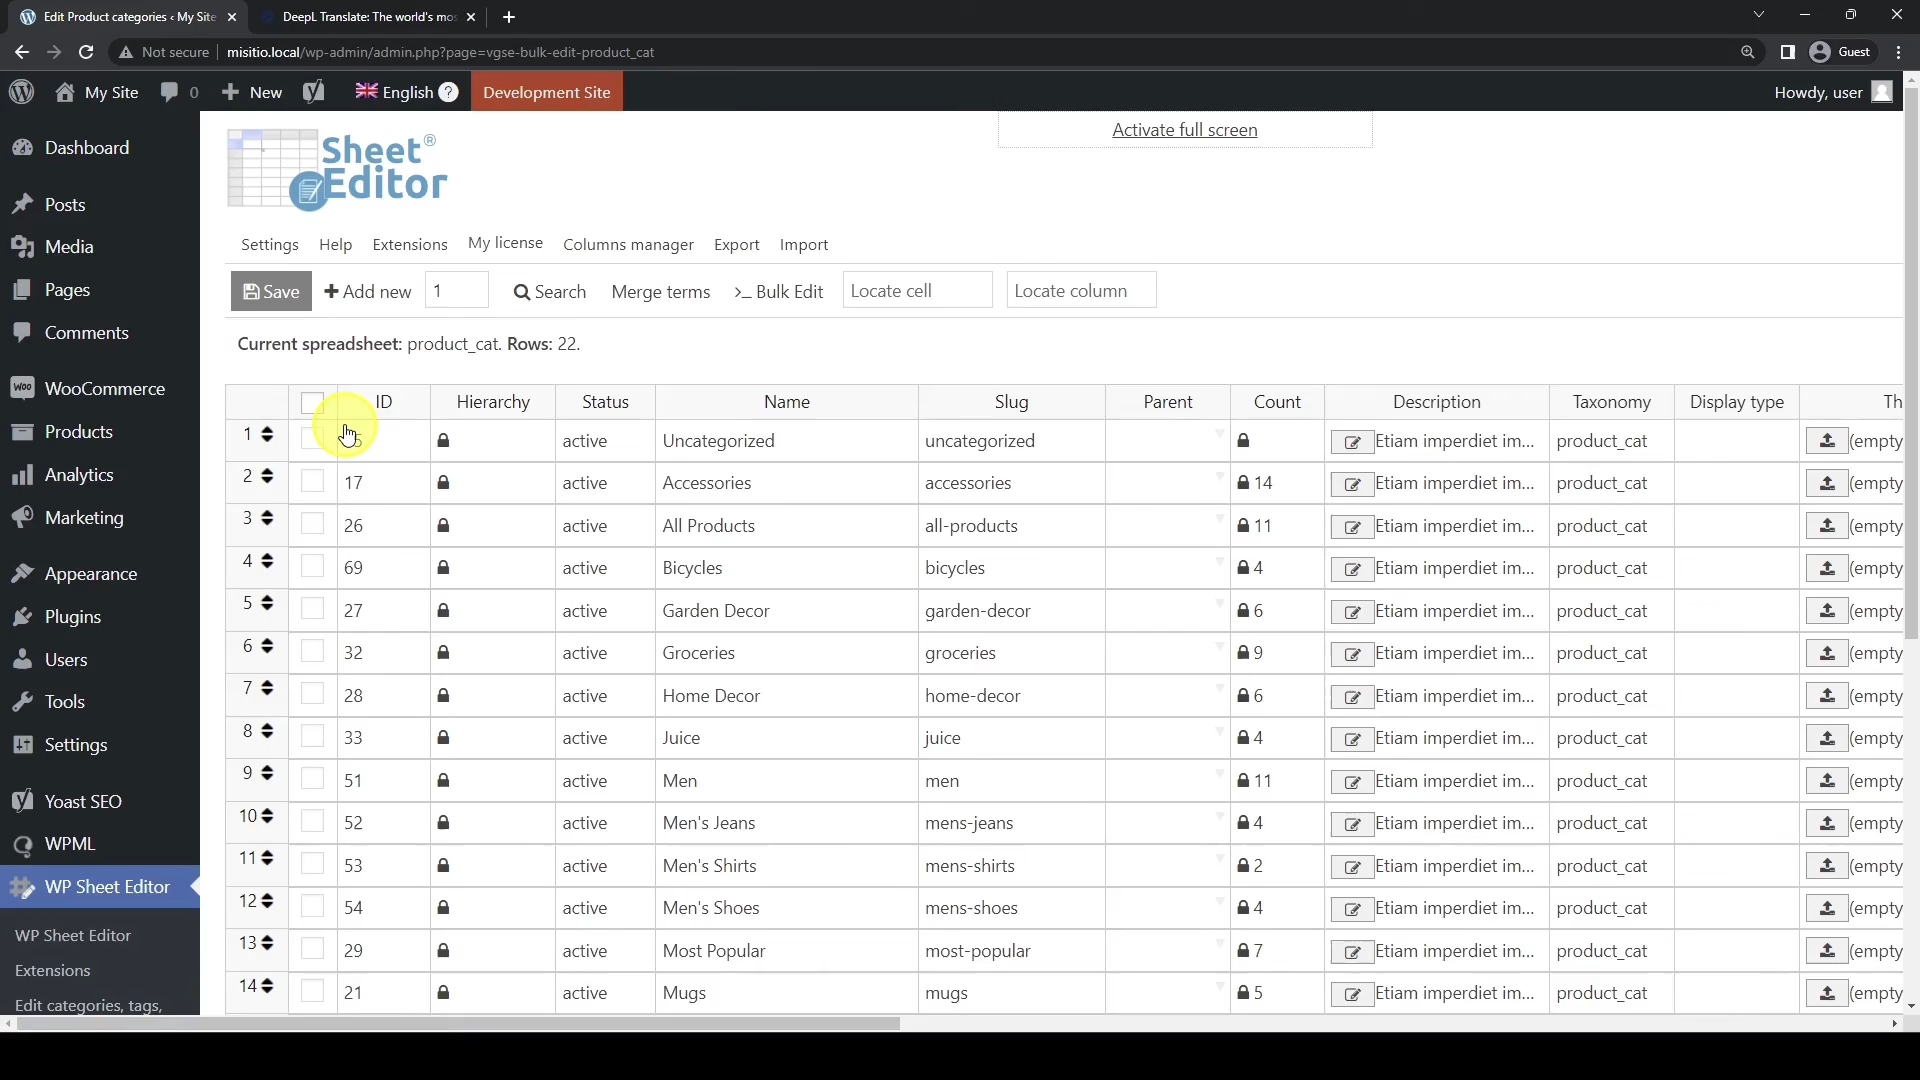 Edit Product categories ‹ My Site
DeepL Translate: The world's mos
Not secure
misitio.local/wp-admin/admin.php?page=vgse-bulk-edit-product_cat
Guest
My Site
0
New
English
?
Development Site
Howdy, user
Dashboard
Posts
Media
Pages
Comments
WooCommerce
Products
Analytics
Marketing
Appearance
Plugins
Users
Tools
Settings
Yoast SEO
WPML
WP Sheet Editor
WP Sheet Editor
Extensions
Edit categories, tags,
Activate full screen
Sheet®
Editor
Settings Help Extensions My license Columns manager Export Import
Save Add new 1 Search Merge terms >_ Bulk Edit Locate cell Locate column
Current spreadsheet: product_cat. Rows: 22.
ID Hierarchy Status Name Slug Parent Count Description Taxonomy Display type Th
1 5 active Uncategorized uncategorized Etiam imperdiet im... product_cat (empty
2 17 active Accessories accessories 14 Etiam imperdiet im... product_cat (empty
3 26 active All Products all-products 11 Etiam imperdiet im... product_cat (empty
4 69 active Bicycles bicycles 4 Etiam imperdiet im... product_cat (empty
5 27 active Garden Decor garden-decor 6 Etiam imperdiet im... product_cat (empty
6 32 active Groceries groceries 9 Etiam imperdiet im... product_cat (empty
7 28 active Home Decor home-decor 6 Etiam imperdiet im... product_cat (empty
8 33 active Juice juice 4 Etiam imperdiet im... product_cat (empty
9 51 active Men men 11 Etiam imperdiet im... product_cat (empty
10 52 active Men's Jeans mens-jeans 4 Etiam imperdiet im... product_cat (empty
11 53 active Men's Shirts mens-shirts 2 Etiam imperdiet im... product_cat (empty
12 54 active Men's Shoes mens-shoes 4 Etiam imperdiet im... product_cat (empty
13 29 active Most Popular most-popular 7 Etiam imperdiet im... product_cat (empty
14 21 active Mugs mugs 5 Etiam imperdiet im... product_cat (empty